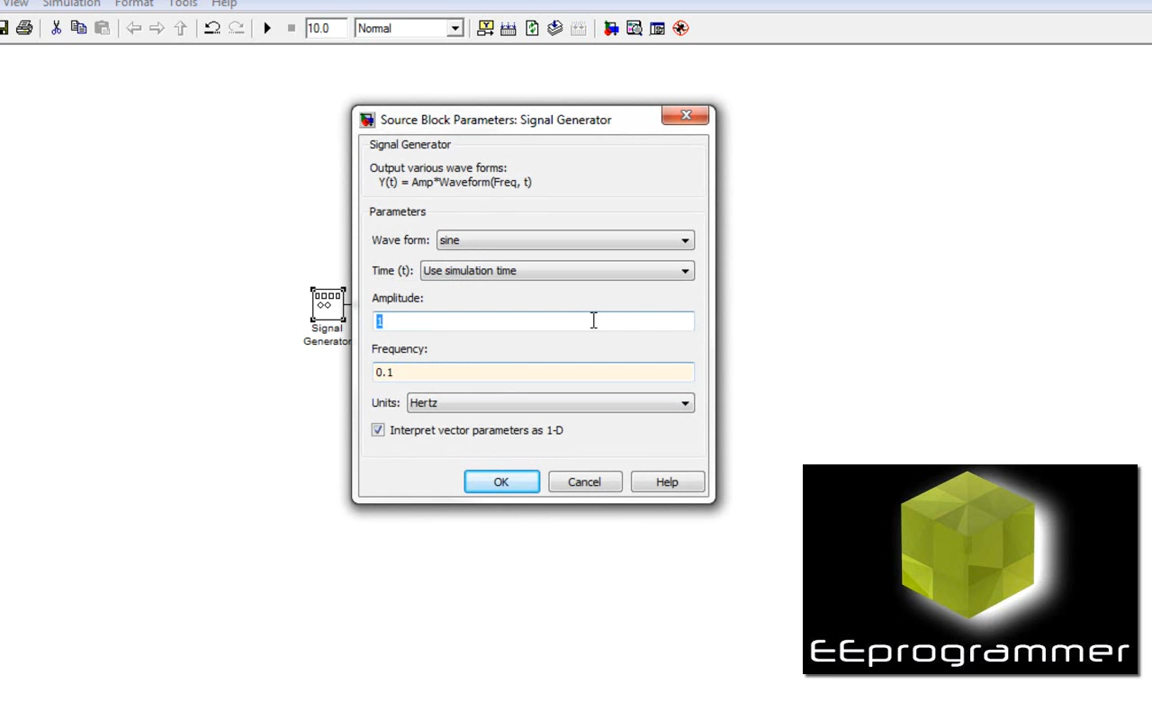 View Simulation Format Tools Help
10.0 Normal
Source Block Parameters: Signal Generator
Signal Generator
Output various wave forms:
Y(t) = Amp*Waveform(Freq, t)
Parameters
Wave form: sine
Time (t): Use simulation time
Amplitude:
1
Frequency:
0.1
Units: Hertz
Interpret vector parameters as 1-D
OK Cancel Help
Signal
Generator
EEprogrammer